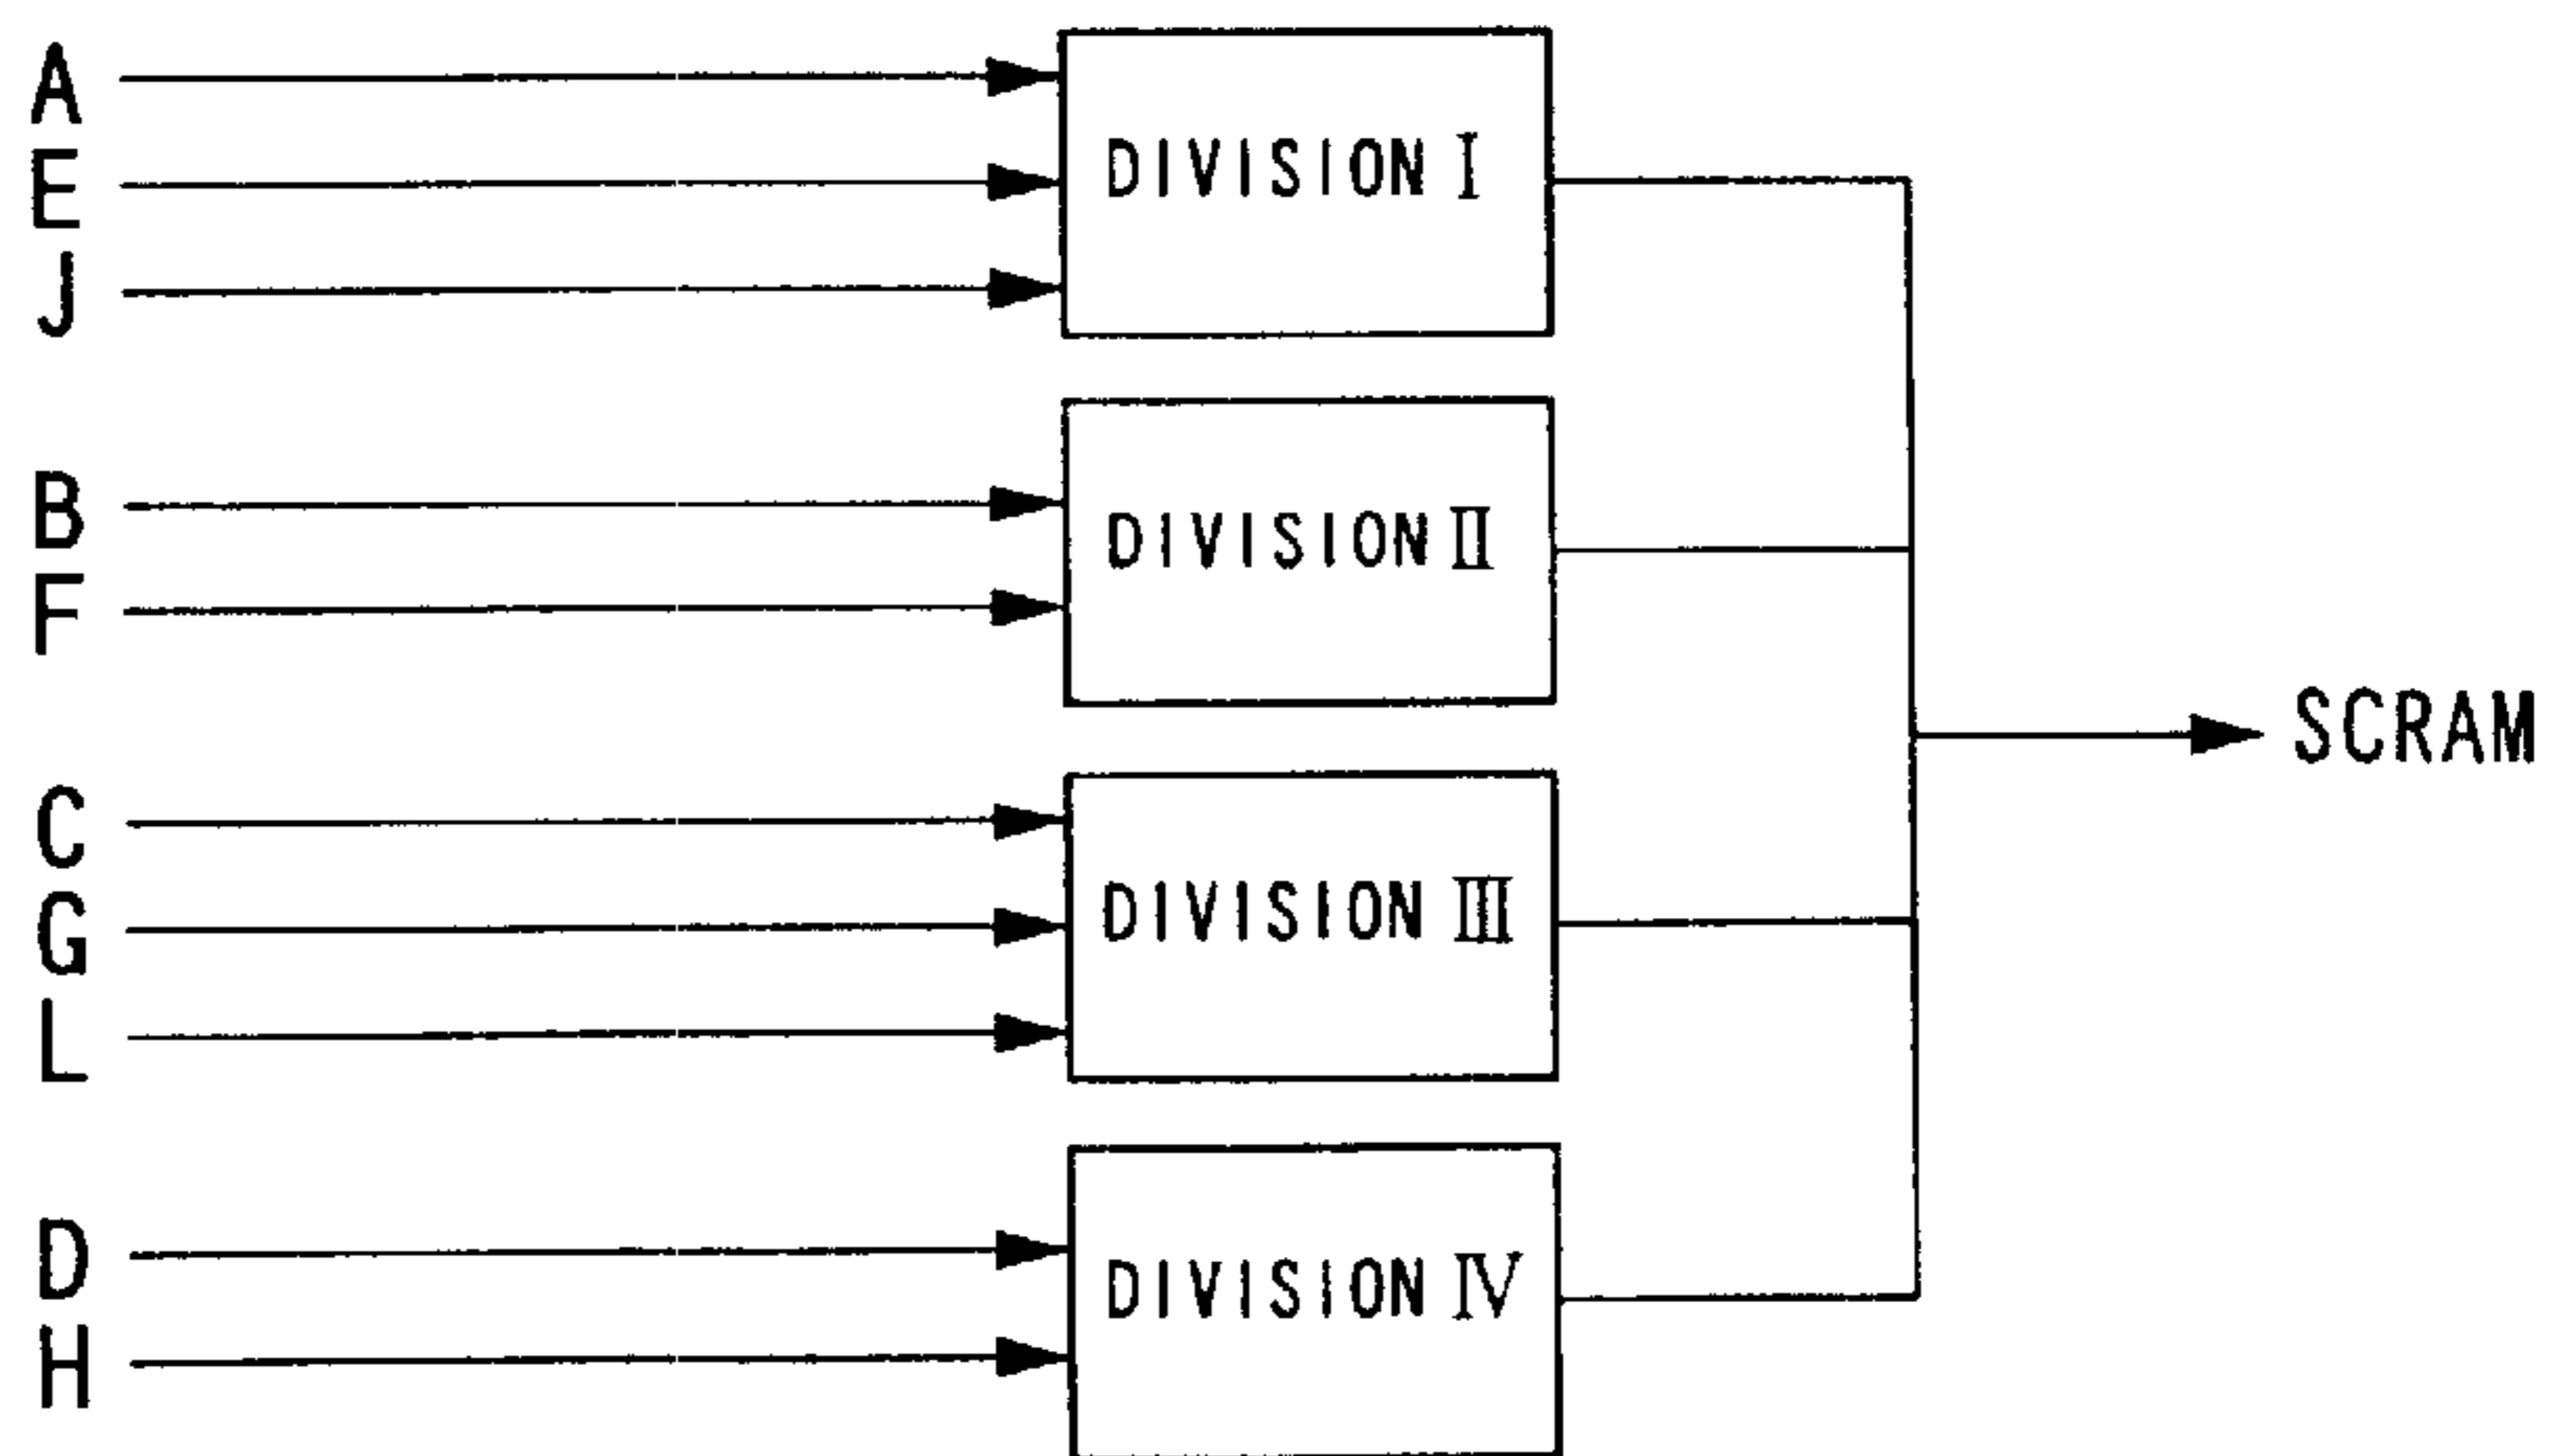 A
E
J
DIVISION I
B
F
DIVISION II
C
G
L
DIVISION III
D
H
DIVISION IV
SCRAM